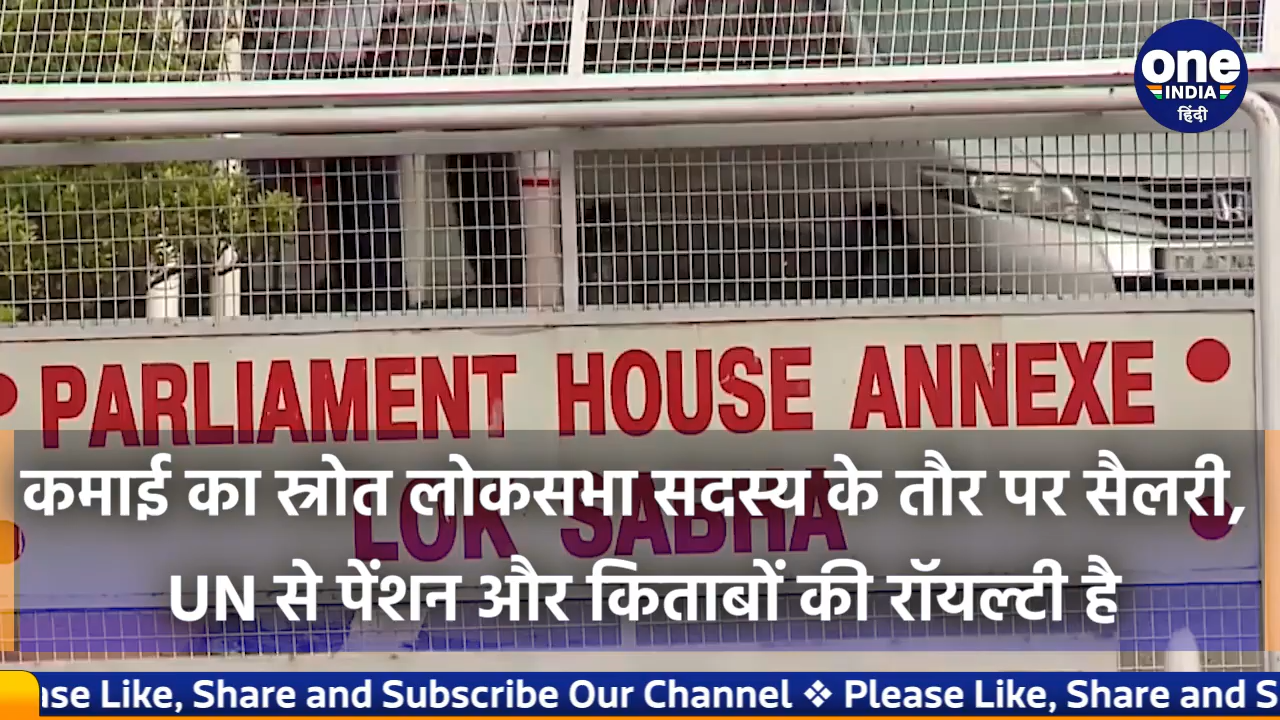 one
INDIA
हिंदी
PARLIAMENT HOUSE ANNEXE
LOK SABHA
कमाई का स्रोत लोकसभा सदस्य के तौर पर सैलरी,
UN से पेंशन और किताबों की रॉयल्टी है
ase Like, Share and Subscribe Our Channel ❖ Please Like, Share and S